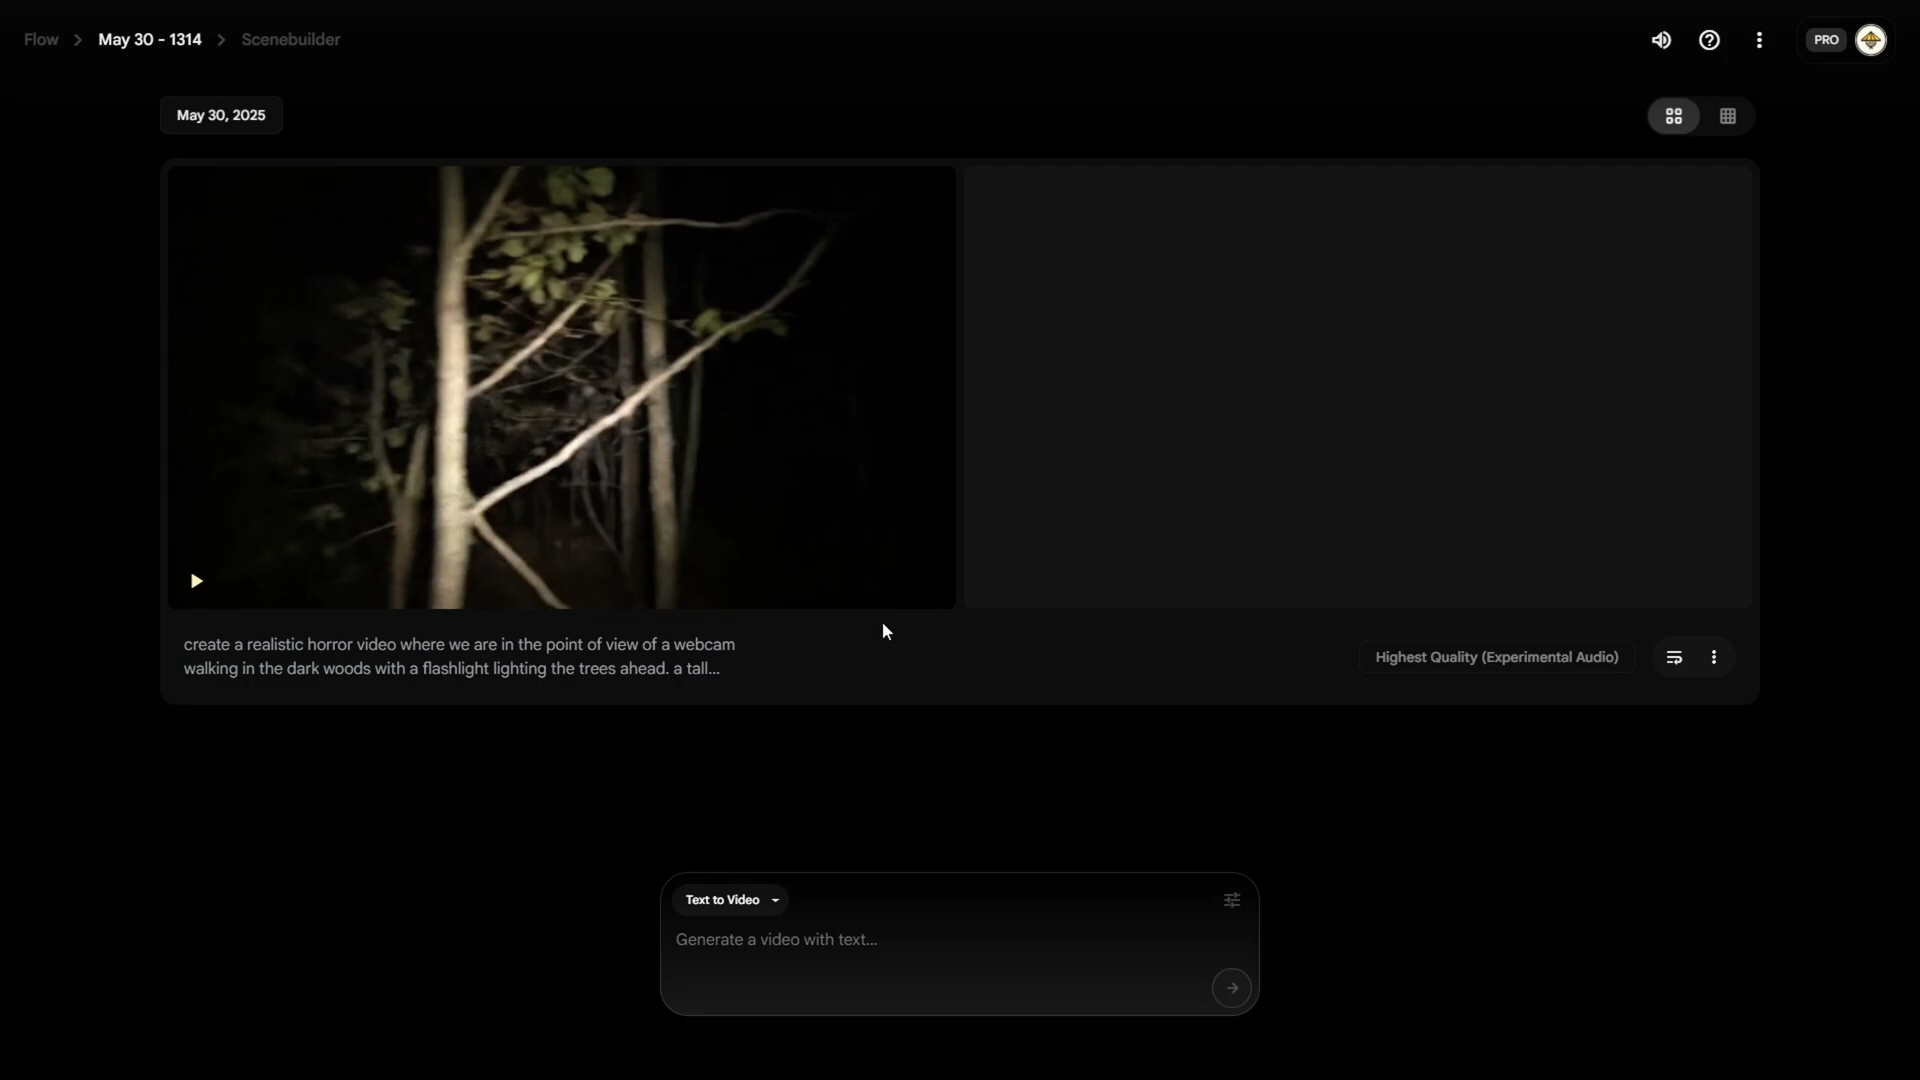 Flow > May 30 - 1314 > Scenebuilder
PRO
May 30, 2025
create a realistic horror video where we are in the point of view of a webcam
walking in the dark woods with a flashlight lighting the trees ahead. a tall...
Highest Quality (Experimental Audio)
Text to Video
Generate a video with text...